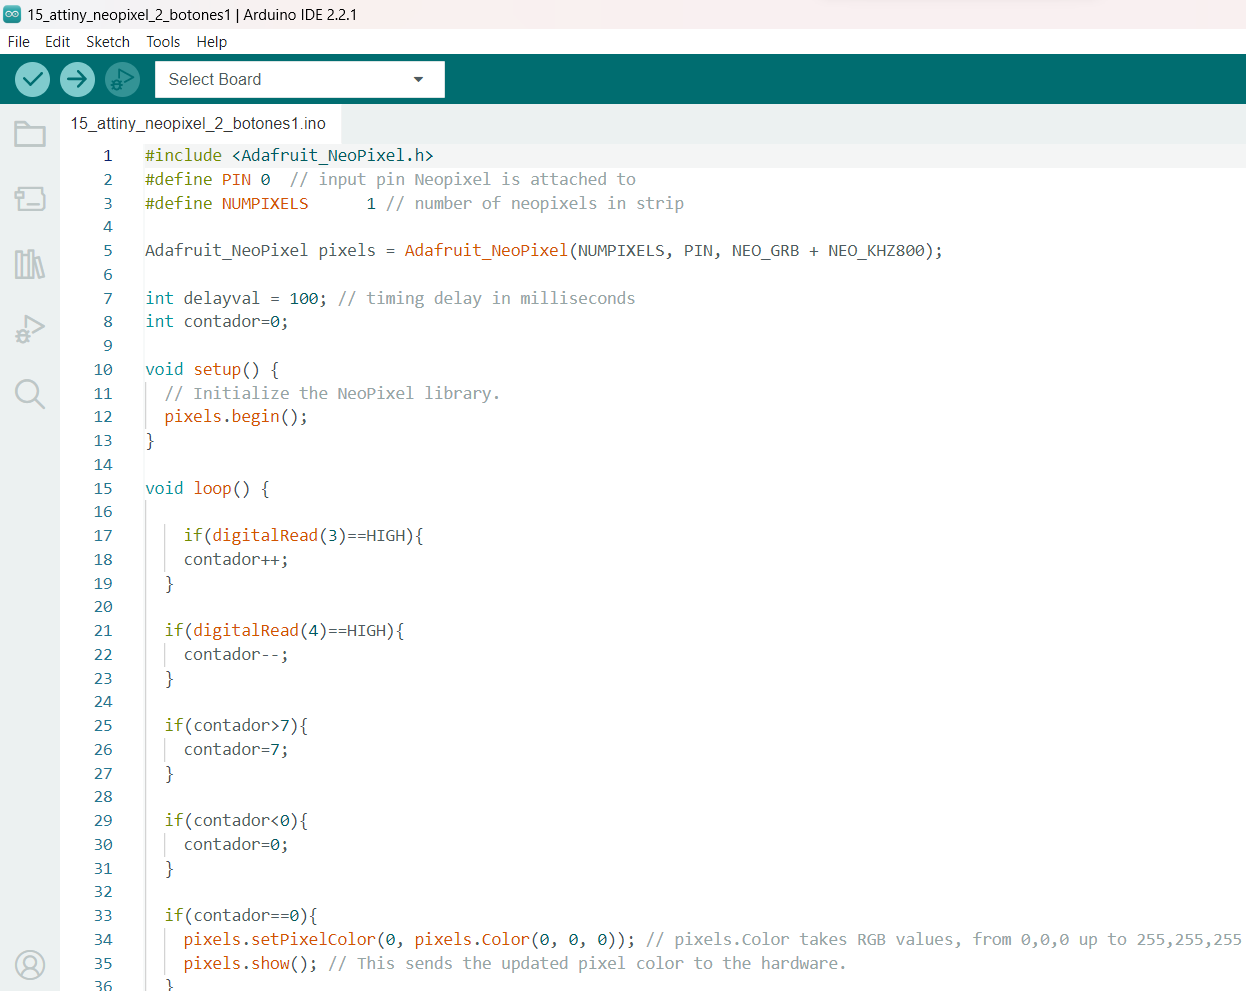 15_attiny_neopixel_2_botones1 | Arduino IDE 2.2.1
File Edit Sketch Tools Help
Select Board
15_attiny_neopixel_2_botones1.ino
1 #include <Adafruit_NeoPixel.h>
2 #define PIN 0  // input pin Neopixel is attached to
3 #define NUMPIXELS      1 // number of neopixels in strip
4
5 Adafruit_NeoPixel pixels = Adafruit_NeoPixel(NUMPIXELS, PIN, NEO_GRB + NEO_KHZ800);
6
7 int delayval = 100; // timing delay in milliseconds
8 int contador=0;
9
10 void setup() {
11   // Initialize the NeoPixel library.
12   pixels.begin();
13 }
14
15 void loop() {
16
17     if(digitalRead(3)==HIGH){
18     contador++;
19   }
20
21   if(digitalRead(4)==HIGH){
22     contador--;
23   }
24
25   if(contador>7){
26     contador=7;
27   }
28
29   if(contador<0){
30     contador=0;
31   }
32
33   if(contador==0){
34     pixels.setPixelColor(0, pixels.Color(0, 0, 0)); // pixels.Color takes RGB values, from 0,0,0 up to 255,255,255
35     pixels.show(); // This sends the updated pixel color to the hardware.
36   }